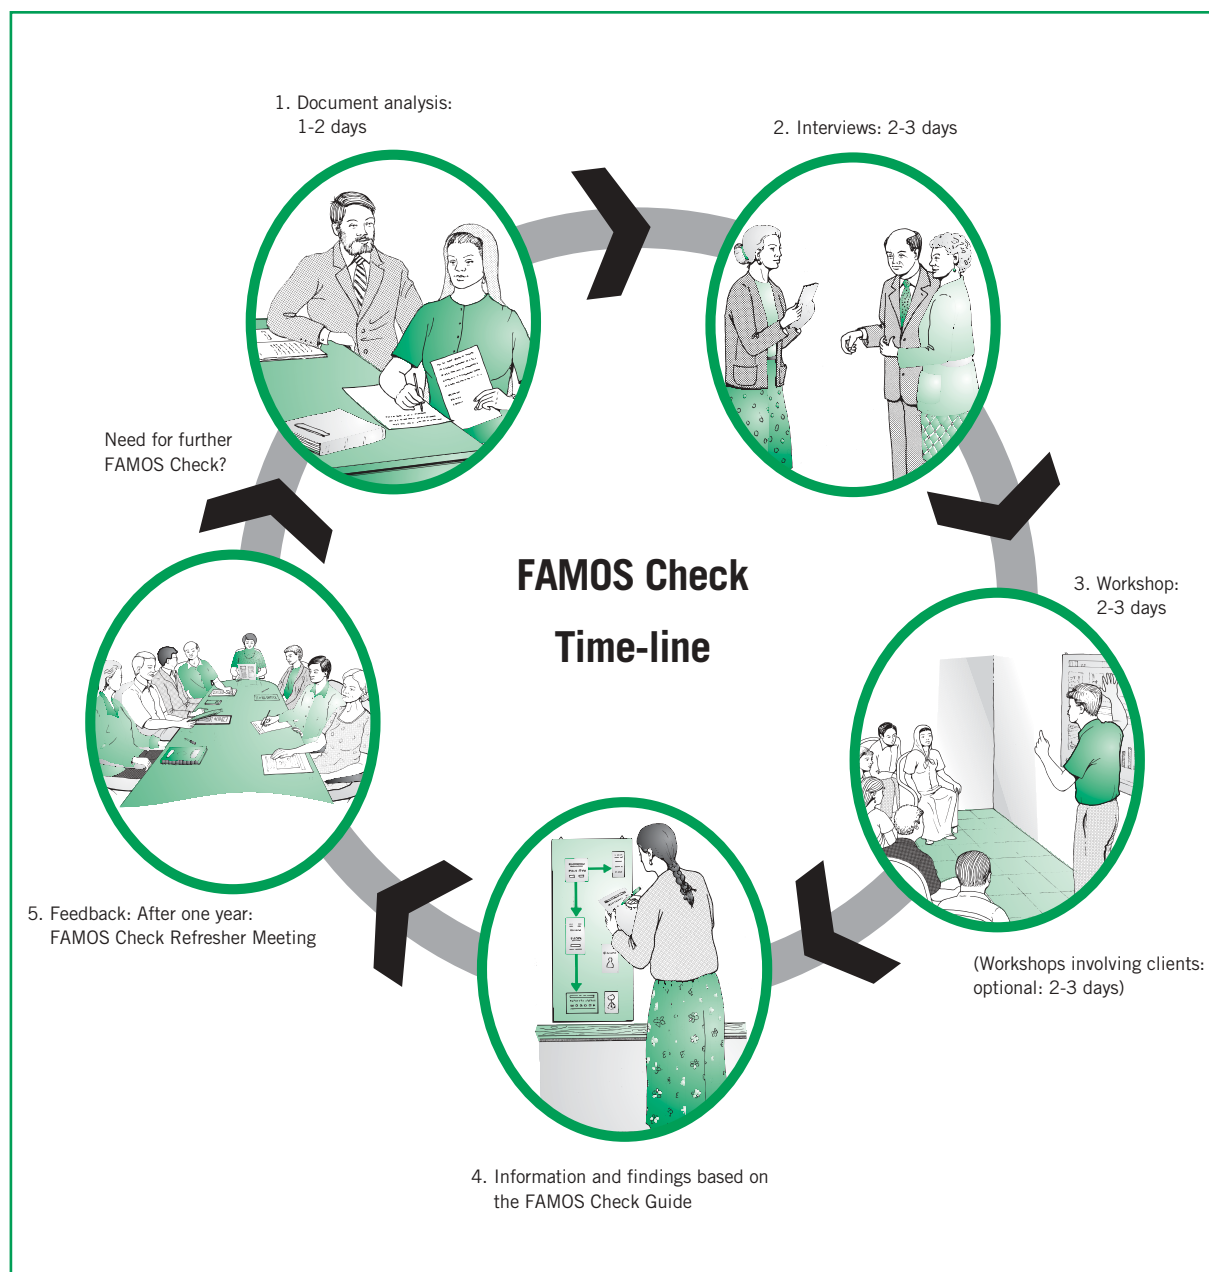 1. Document analysis:
1-2 days
2. Interviews: 2-3 days
Need for further
FAMOS Check?
FAMOS Check
Time-line
3. Workshop:
2-3 days
(Workshops involving clients:
optional: 2-3 days)
4. Information and findings based on
the FAMOS Check Guide
5. Feedback: After one year:
FAMOS Check Refresher Meeting